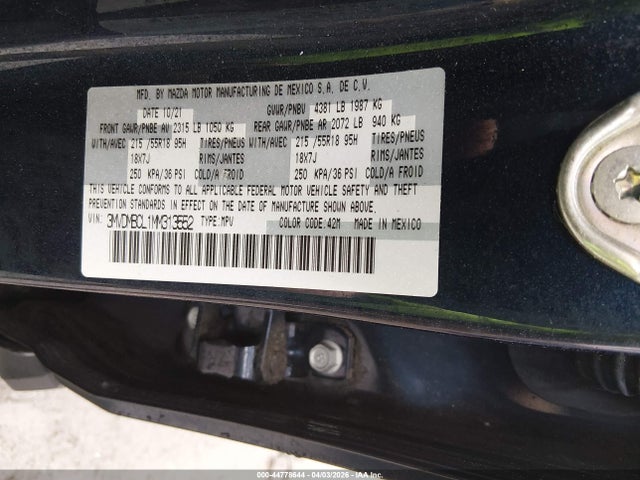 MFD. BY MAZDA MOTOR MANUFACTURING DE MEXICO S.A. DE C.V.
DATE 10/21 GVWR/PNBV 4381 LB 1987 KG
FRONT GAWR/PNBE AV 2315 LB 1050 KG REAR GAWR/PNBE AR 2072 LB 940 KG
WITH/AVEC 215 /55R18 95H TIRES/PNEUS WITH/AVEC 215 /55R18 95H TIRES/PNEUS
18X7J RIMS/JANTES 18X7J RIMS/JANTES
250 KPA/36 PSI COLD/A FROID 250 KPA/36 PSI COLD/A FROID
THIS VEHICLE CONFORMS TO ALL APPLICABLE FEDERAL MOTOR VEHICLE SAFETY AND THEFT
PREVENTION STANDARDS IN EFFECT ON THE DATE OF MANUFACTURE SHOWN ABOVE.
VIN: 3MVDMBCL1MM313552 TYPE:MPV COLOR CODE:42M MADE IN MEXICO
000-44778644 04/03/2026 IAA